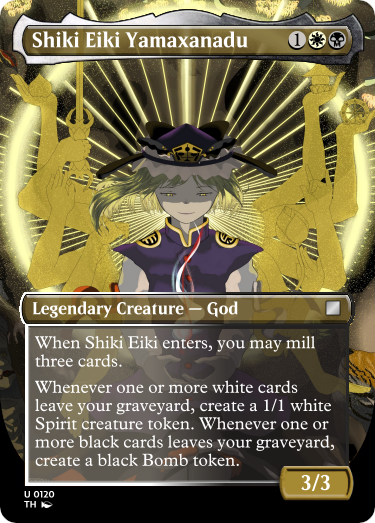 Shiki Eiki Yamaxanadu 1
Legendary Creature — God
When Shiki Eiki enters, you may mill
three cards.
Whenever one or more white cards
leave your graveyard, create a 1/1 white
Spirit creature token. Whenever one or
more black cards leaves your graveyard,
create a black Bomb token.
3/3
U 0120
TH